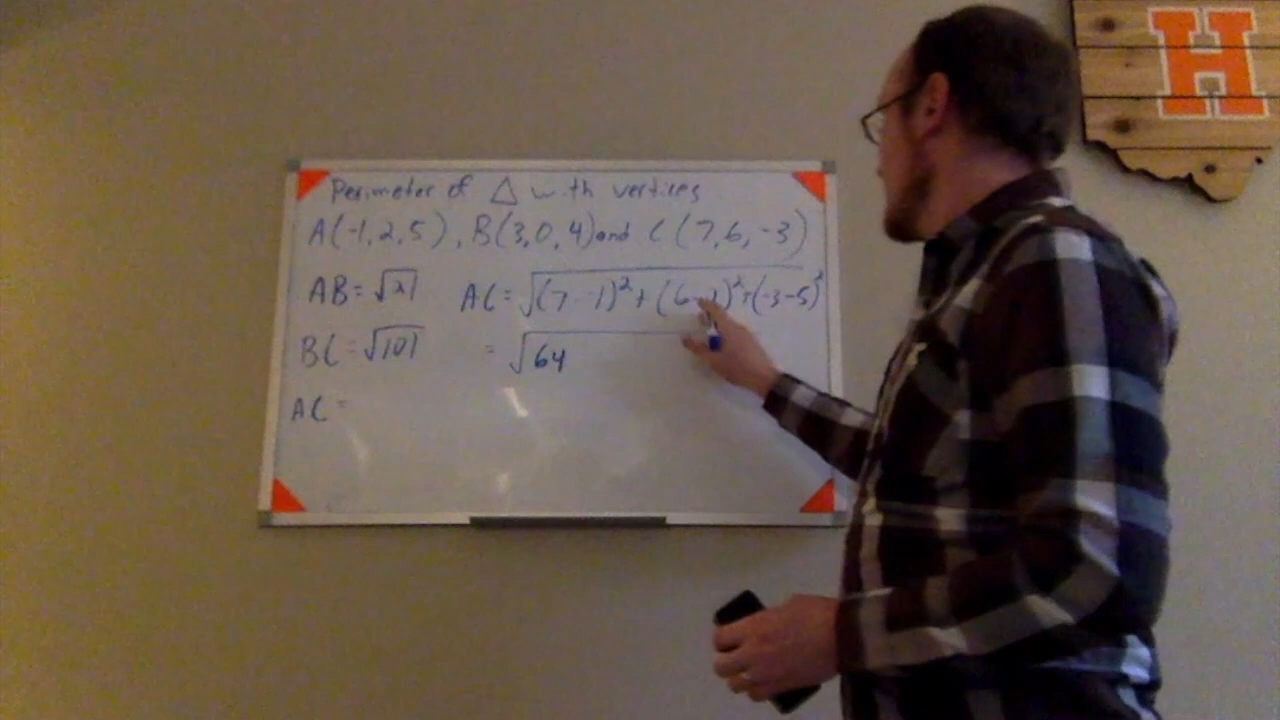 Perimeter of △ with vertices
A(-1, 2, 5), B(3, 0, 4) and C(7, 6, -3)
AB = √21 AC = √(7 - -1)² + (6-2)² + (-3-5)²
BC = √101 = √64
AC =
H